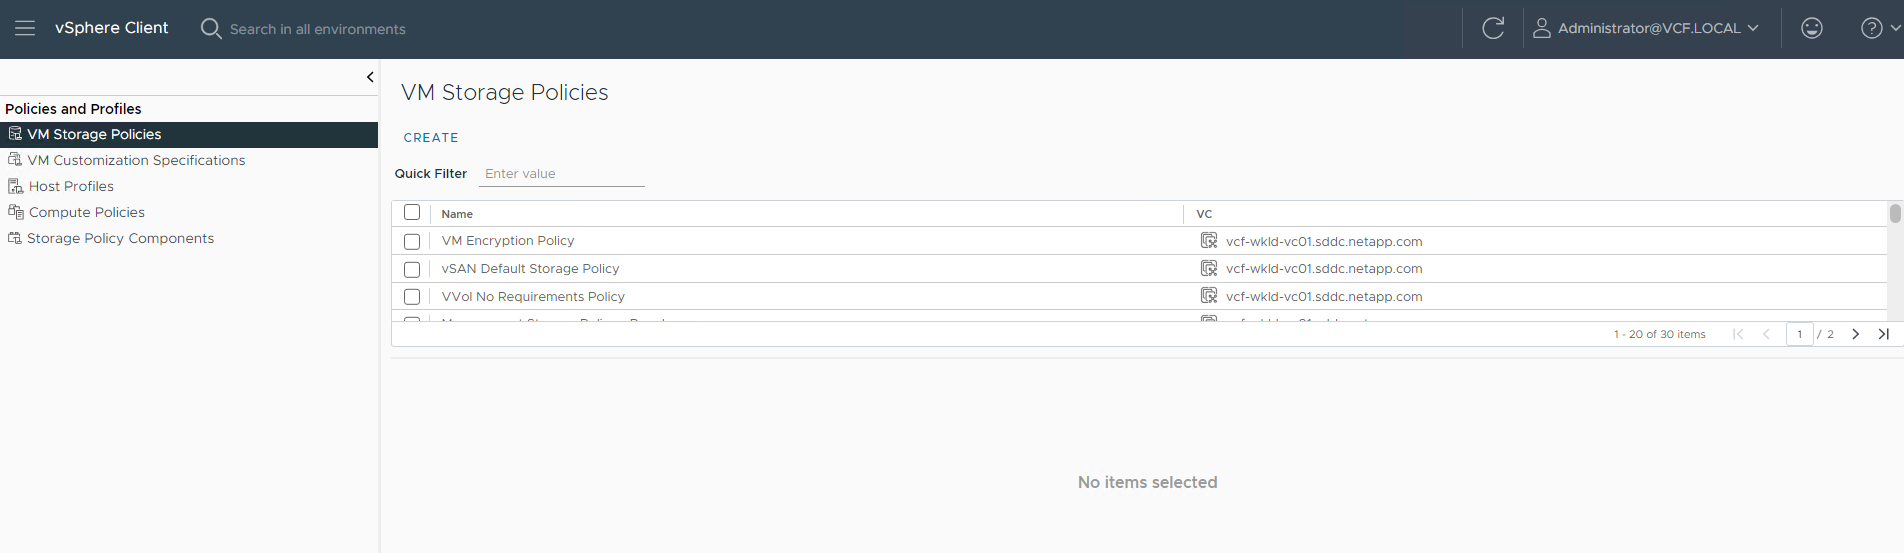 vSphere Client
Search in all environments
Administrator@VCF.LOCAL
Policies and Profiles
VM Storage Policies
VM Customization Specifications
Host Profiles
Compute Policies
Storage Policy Components
VM Storage Policies
CREATE
Quick Filter Enter value
Name VC
VM Encryption Policy vcf-wkld-vc01.sddc.netapp.com
vSAN Default Storage Policy vcf-wkld-vc01.sddc.netapp.com
VVol No Requirements Policy vcf-wkld-vc01.sddc.netapp.com
1 - 20 of 30 items 1 / 2
No items selected